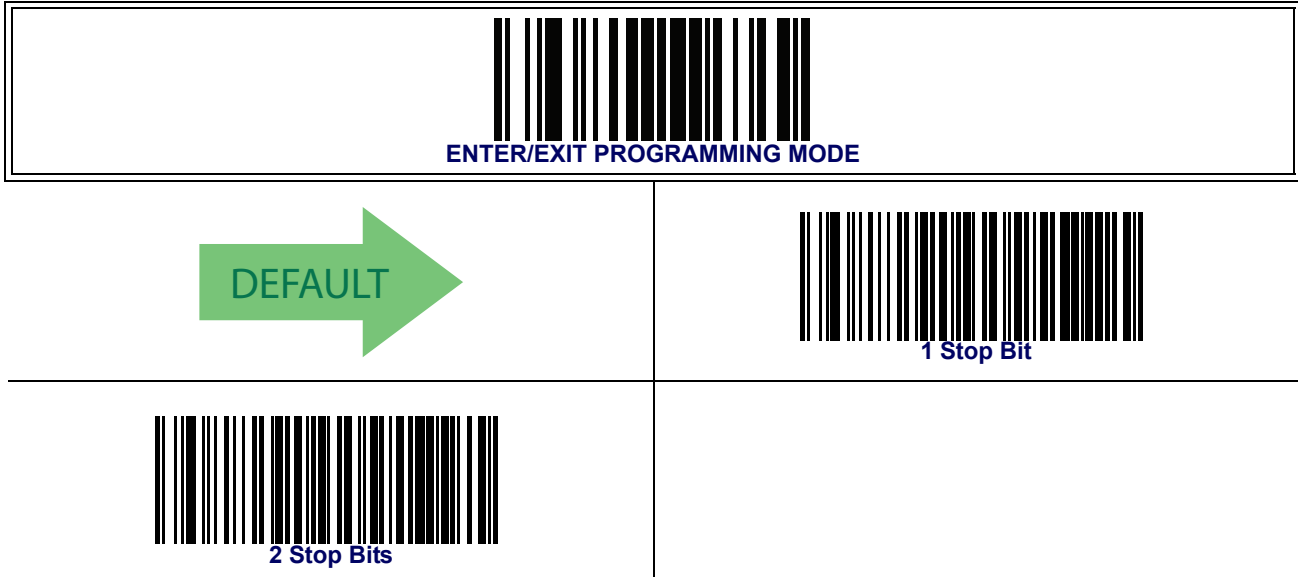 ENTER/EXIT PROGRAMMING MODE
DEFAULT
1 Stop Bit
2 Stop Bits